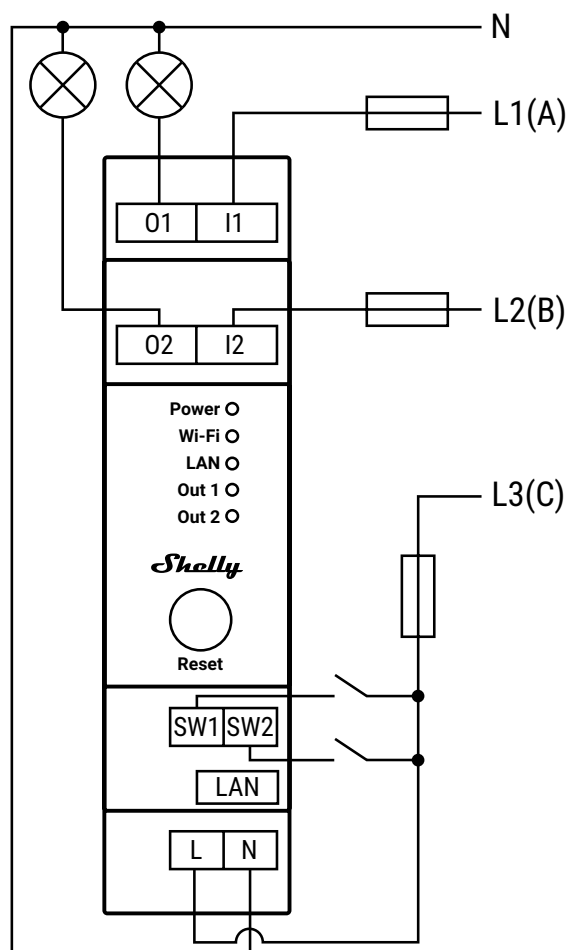 N
L1(A)
O1 I1
L2(B)
O2 I2
Power
Wi-Fi
LAN
Out 1
Out 2
L3(C)
Shelly
Reset
SW1 SW2
LAN
L N